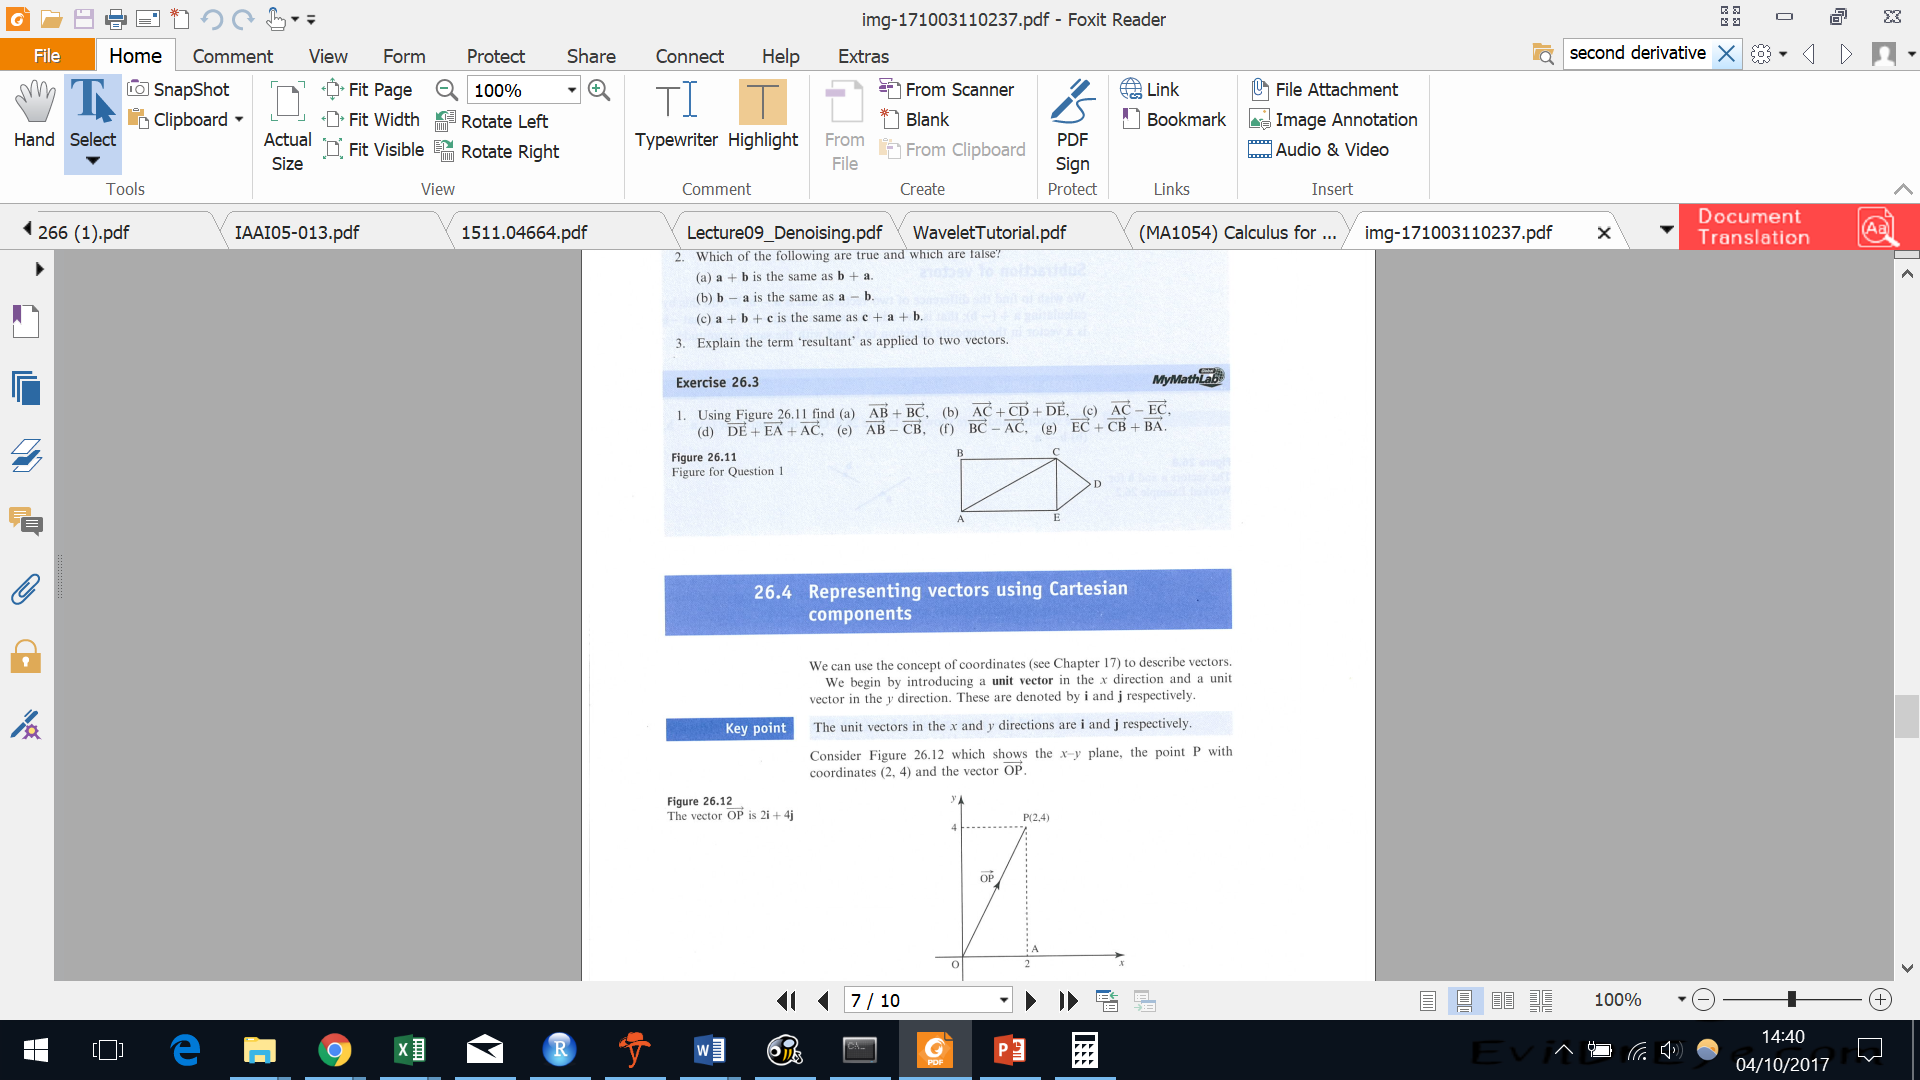 img-171003110237.pdf - Foxit Reader
File Home Comment View Form Protect Share Connect Help Extras
second derivative
Hand
Select
SnapShot
Clipboard
Tools
Actual Size
Fit Page
Fit Width
Fit Visible
100%
Rotate Left
Rotate Right
View
Typewriter
Highlight
Comment
From File
From Scanner
Blank
From Clipboard
Create
PDF Sign
Protect
Link
Bookmark
Links
File Attachment
Image Annotation
Audio & Video
Insert
266 (1).pdf
IAAI05-013.pdf
1511.04664.pdf
Lecture09_Denoising.pdf
WaveletTutorial.pdf
(MA1054) Calculus for ...
img-171003110237.pdf
Document Translation
2. Which of the following are true and which are false?
(a) a + b is the same as b + a.
(b) b − a is the same as a − b.
(c) a + b + c is the same as c + a + b.
3. Explain the term ‘resultant’ as applied to two vectors.
Exercise 26.3
MyMathLab
1. Using Figure 26.11 find (a) AB + BC, (b) AC + CD + DE, (c) AC − EC,
(d) DE + EA + AC, (e) AB − CB, (f) BC − AC, (g) EC + CB + BA.
Figure 26.11
Figure for Question 1
B C
D
A E
26.4 Representing vectors using Cartesian
components
We can use the concept of coordinates (see Chapter 17) to describe vectors.
We begin by introducing a unit vector in the x direction and a unit
vector in the y direction. These are denoted by i and j respectively.
Key point
The unit vectors in the x and y directions are i and j respectively.
Consider Figure 26.12 which shows the x–y plane, the point P with
coordinates (2, 4) and the vector OP.
Figure 26.12
The vector OP is 2i + 4j
y
P(2,4)
4
OP
A
O 2 x
7 / 10
100%
14:40
04/10/2017